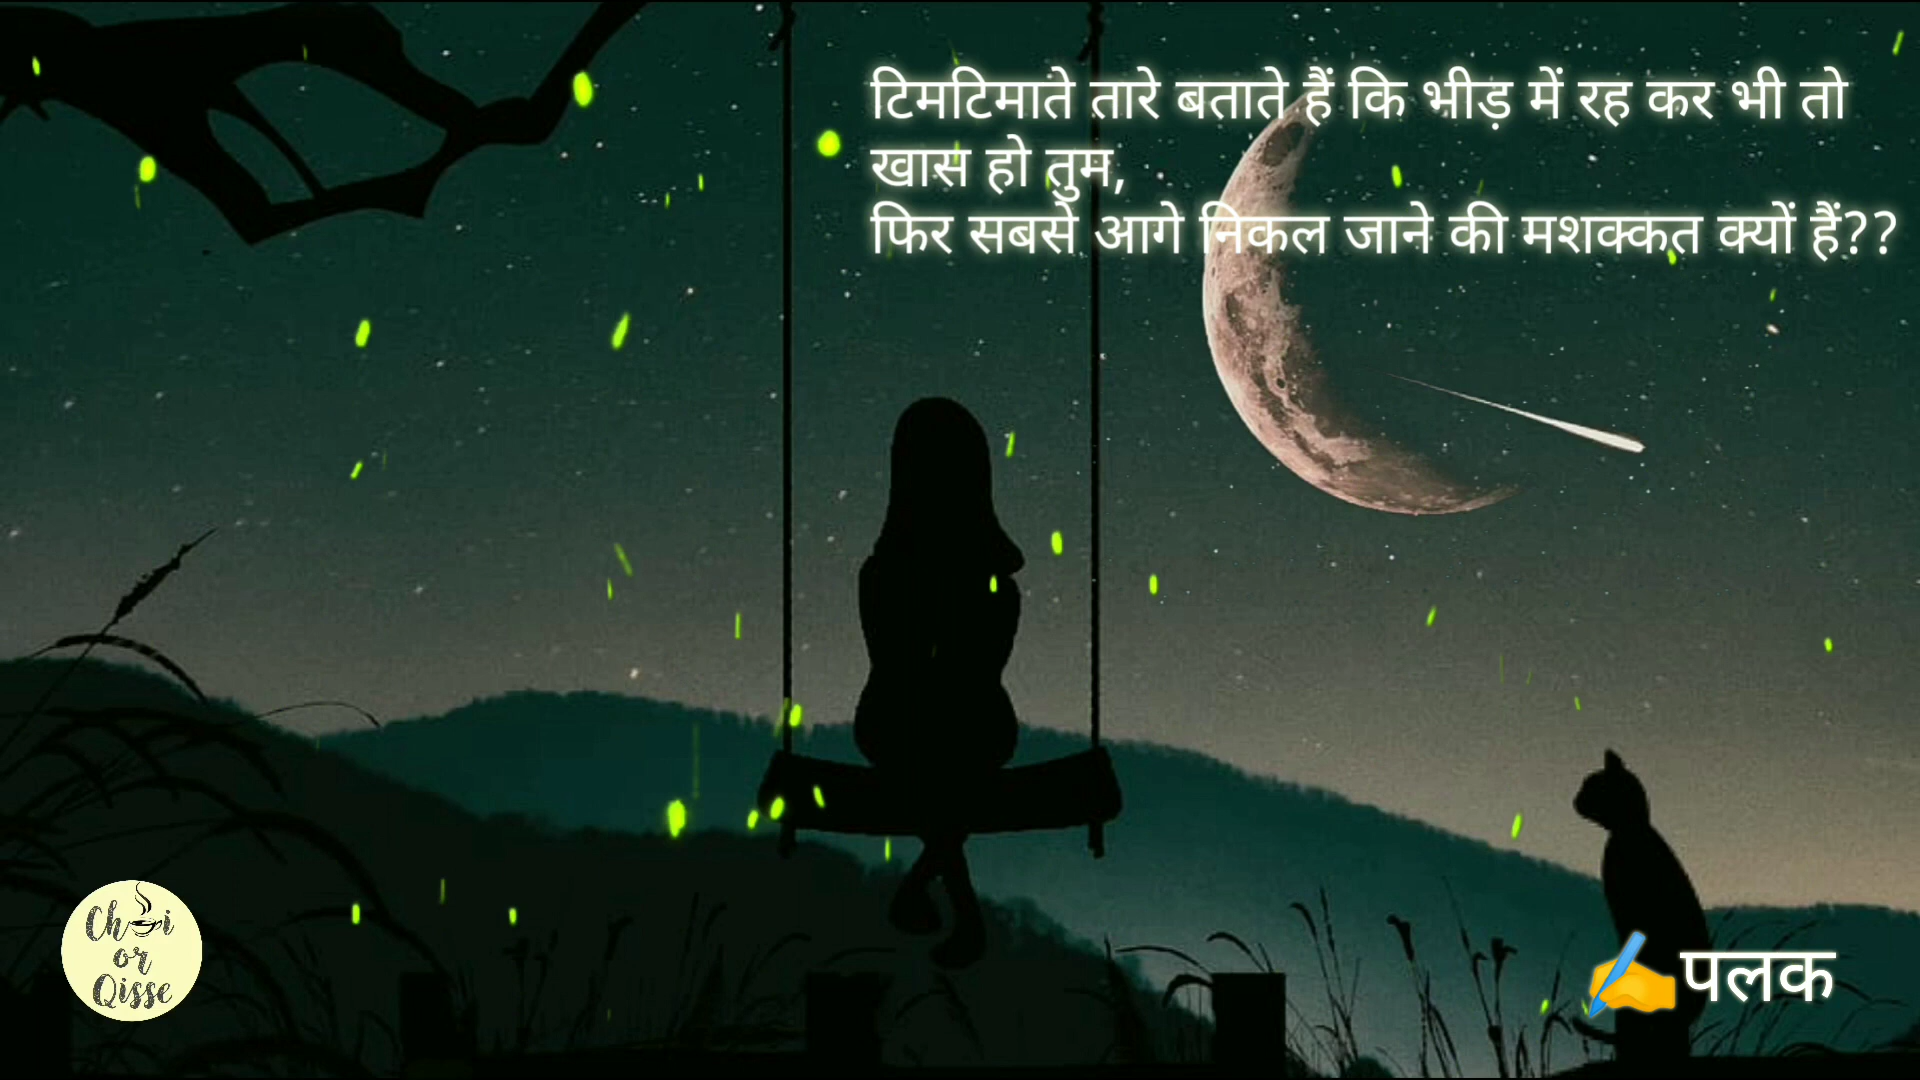 टिमटिमाते तारे बताते हैं कि भीड़ में रह कर भी तो
खास हो तुम,
फिर सबसे आगे निकल जाने की मशक्कत क्यों हैं??
✍️पलक
Chai
or
Qisse